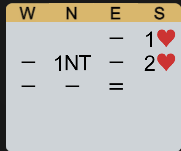 W N E S
– 1♥
– 1NT – 2♥
– – =